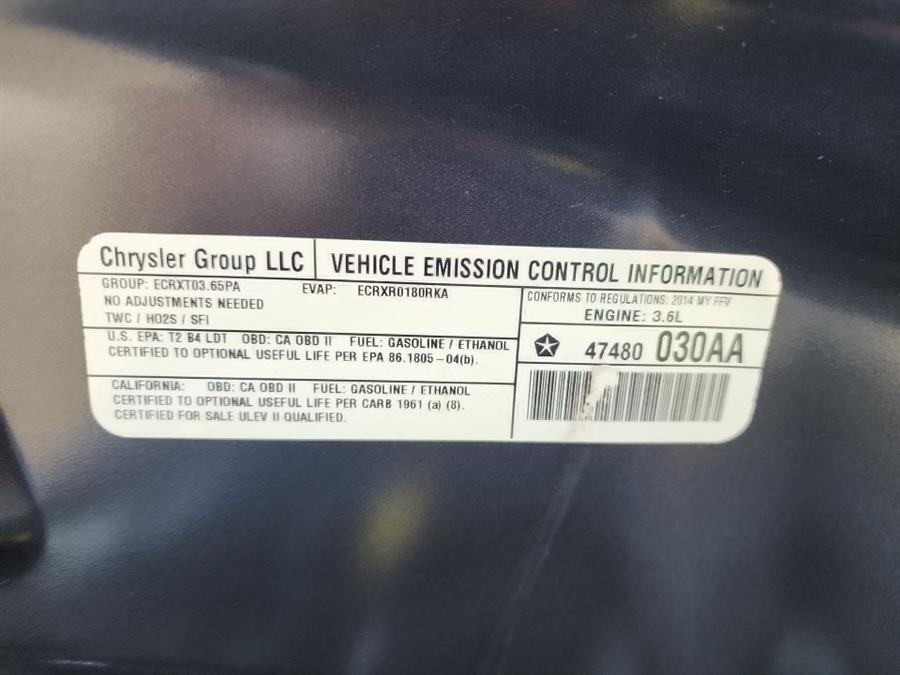 Chrysler Group LLC
VEHICLE EMISSION CONTROL INFORMATION
GROUP: ECRXT03.65PA EVAP: ECRXR0180RKA
NO ADJUSTMENTS NEEDED
TWC / HO2S / SFI
CONFORMS TO REGULATIONS: 2014 MY FFV
ENGINE: 3.6L
U.S. EPA: T2 B4 LDT OBD: CA OBD II FUEL: GASOLINE / ETHANOL
CERTIFIED TO OPTIONAL USEFUL LIFE PER EPA 86.1805-04(b).
47480 030AA
CALIFORNIA: OBD: CA OBD II FUEL: GASOLINE / ETHANOL
CERTIFIED TO OPTIONAL USEFUL LIFE PER CARB 1961 (a) (8).
CERTIFIED FOR SALE ULEV II QUALIFIED.